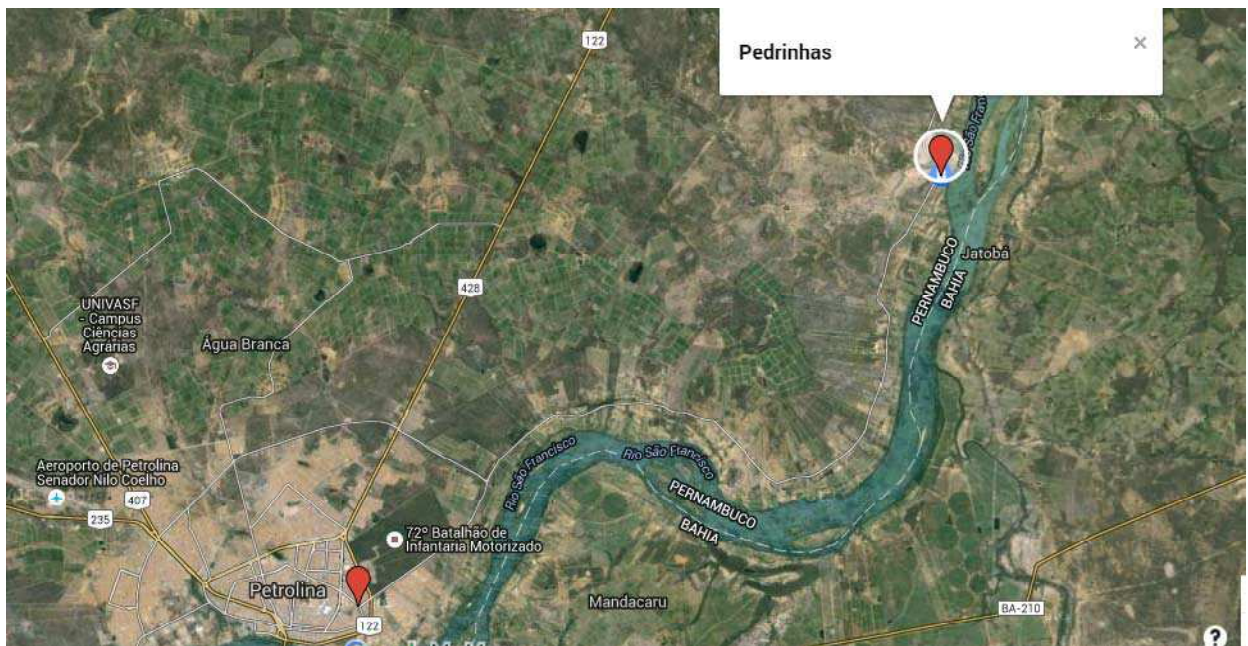 Pedrinhas
×
122
Rio São Franci
Jatobá
PERNAMBUCO
BAHIA
428
UNIVASF
- Campus
Ciências
Agrárias
Água Branca
Rio São Francisco
Rio São Francisco
PERNAMBUCO
BAHIA
Aeroporto de Petrolina
Senador Nilo Coelho
407
235
72º Batalhão de
Infantaria Motorizado
Petrolina
122
Mandacaru
BA-210
?